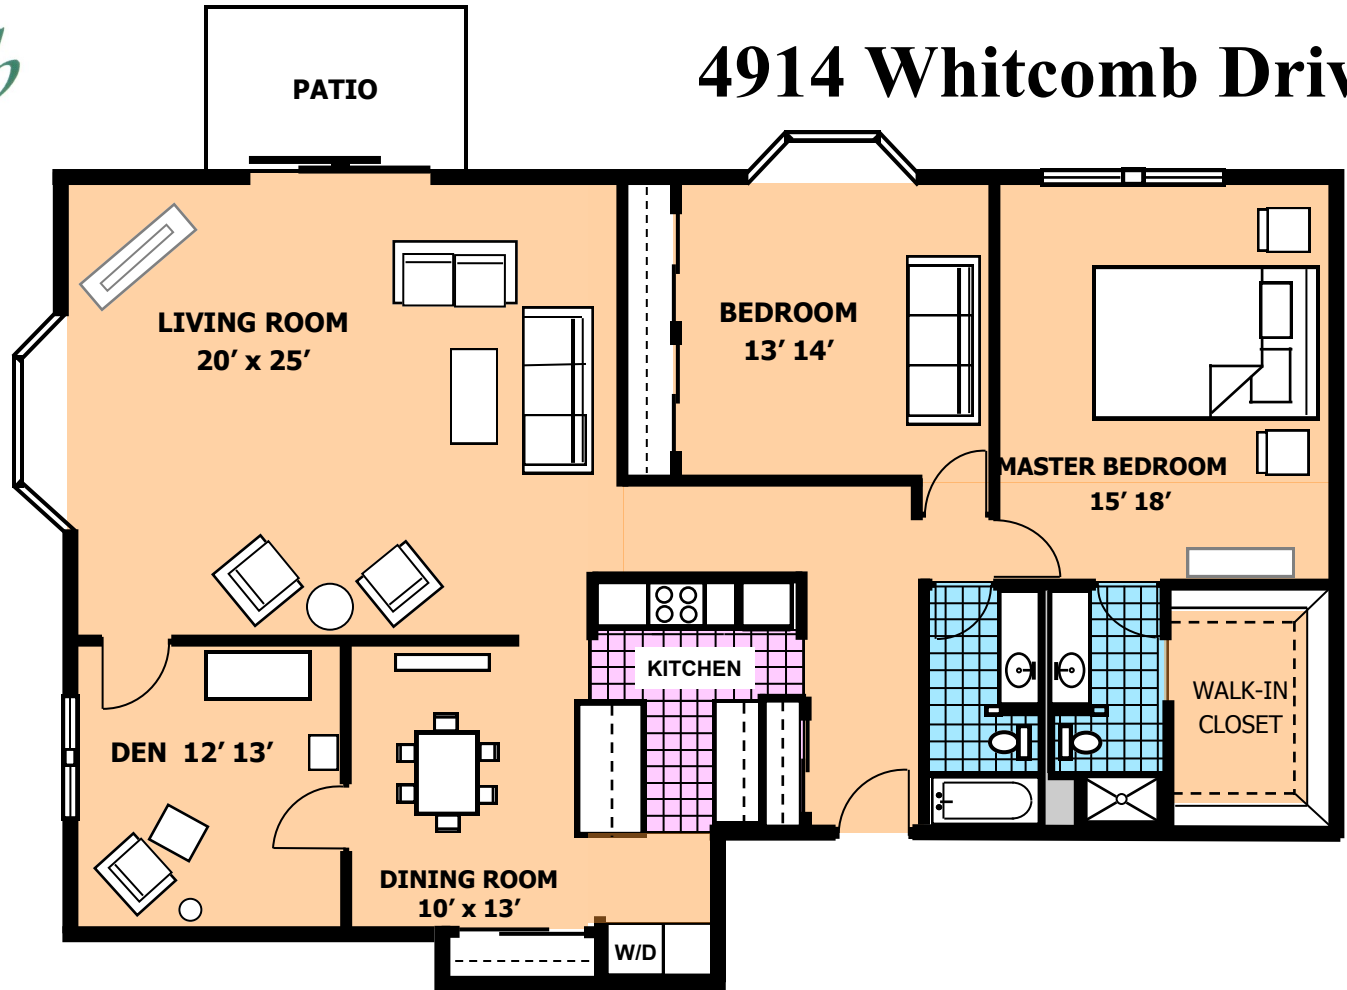 4914 Whitcomb
PATIO
LIVING ROOM
20’ x 25’
BEDROOM
13’ 14’
MASTER BEDROOM
15’ 18’
KITCHEN
WALK-IN
CLOSET
DEN 12’ 13’
DINING ROOM
10’ x 13’
W/D